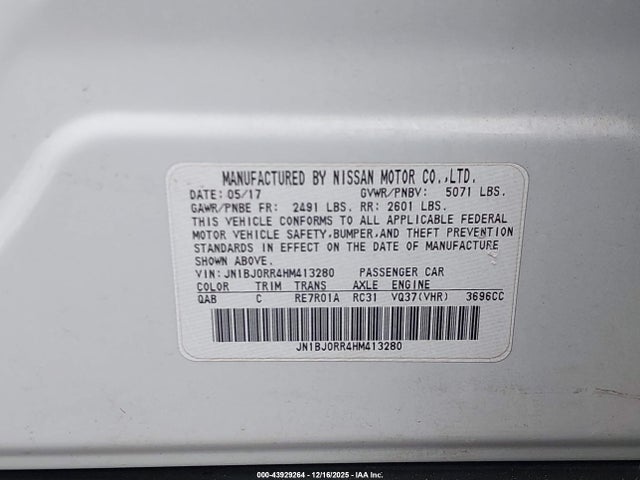 MANUFACTURED BY NISSAN MOTOR CO.,LTD.
DATE: 05/17 GVWR/PNBV: 5071 LBS.
GAWR/PNBE FR: 2491 LBS. RR: 2601 LBS.
THIS VEHICLE CONFORMS TO ALL APPLICABLE FEDERAL
MOTOR VEHICLE SAFETY,BUMPER,AND THEFT PREVENTION
STANDARDS IN EFFECT ON THE DATE OF MANUFACTURE
SHOWN ABOVE.
VIN: JN1BJ0RR4HM413280 PASSENGER CAR
COLOR TRIM TRANS AXLE ENGINE
QAB C RE7R01A RC31 VQ37(VHR) 3696CC
JN1BJ0RR4HM413280
000-43929264 - 12/16/2025 - IAA Inc.